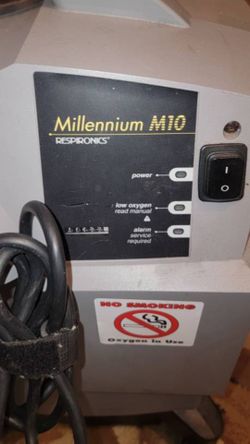 Millennium M10
RESPIRONICS
power
low oxygen
read manual
alarm
service
required
NO SMOKING
Oxygen in Use